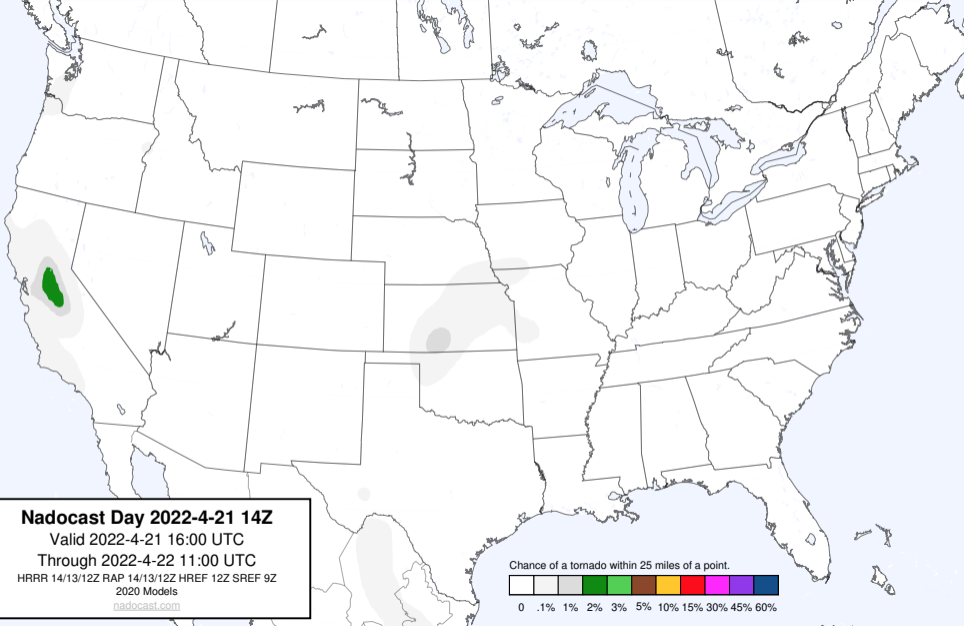 Nadocast Day 2022-4-21 14Z
Valid 2022-4-21 16:00 UTC
Through 2022-4-22 11:00 UTC
HRRR 14/13/12Z RAP 14/13/12Z HREF 12Z SREF 9Z
2020 Models
nadocast.com
Chance of a tornado within 25 miles of a point.
0 .1% 1% 2% 3% 5% 10% 15% 30% 45% 60%